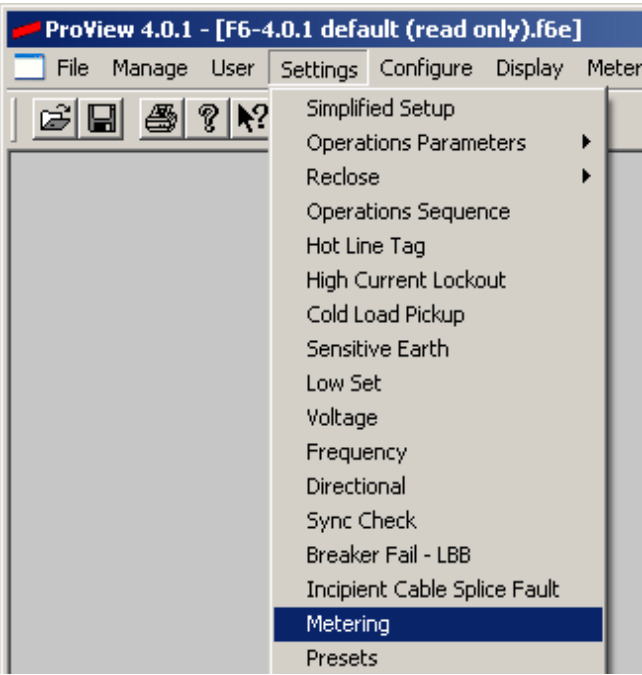 ProView 4.0.1 - [F6-4.0.1 default (read only).f6e]
File Manage User Settings Configure Display Meter
Simplified Setup
Operations Parameters
Reclose
Operations Sequence
Hot Line Tag
High Current Lockout
Cold Load Pickup
Sensitive Earth
Low Set
Voltage
Frequency
Directional
Sync Check
Breaker Fail - LBB
Incipient Cable Splice Fault
Metering
Presets